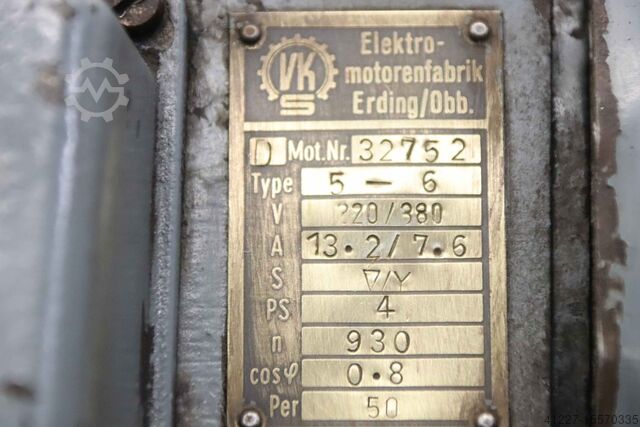 VK
S
Elektro-
motorenfabrik
Erding/Obb.
D Mot.Nr. 32752
Type 5 - 6
V 220/380
A 13.2/7.6
S ▽/Y
PS 4
n 930
cosφ 0.8
Per 50
41227-15570335